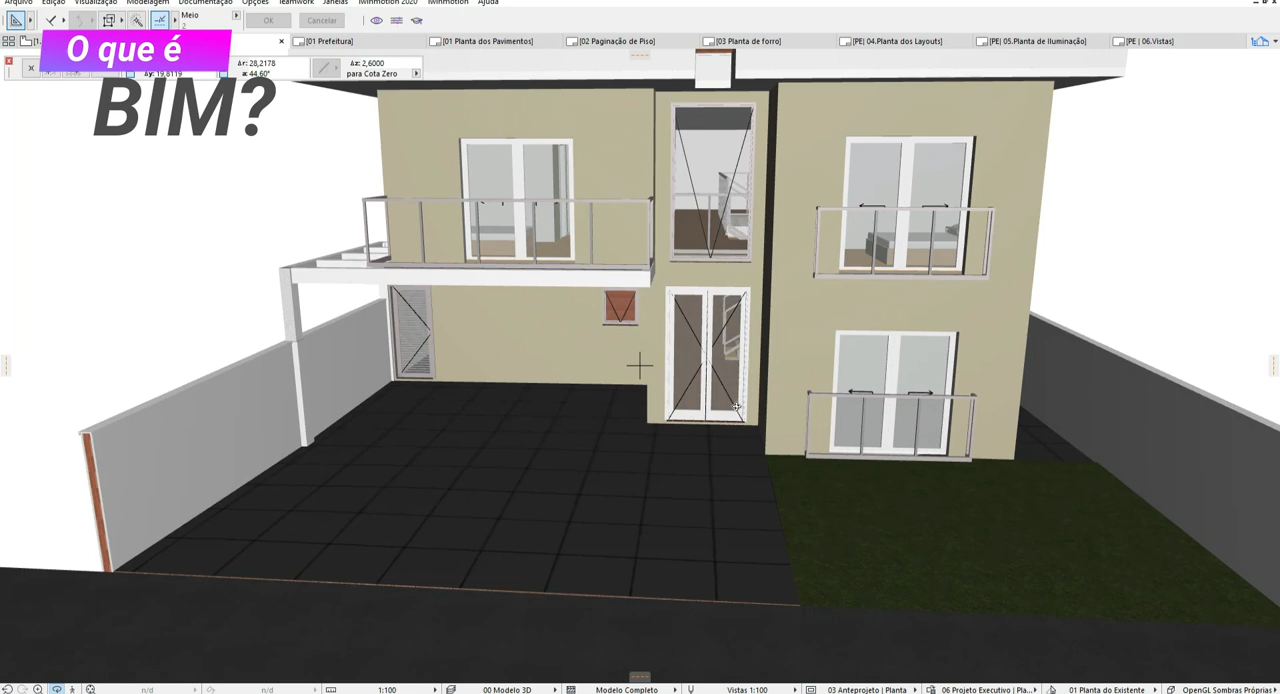 Arquivo Edição Visualização Modelagem Documentação Opções Teamwork Janelas Ajuda
Meio
2
OK
Cancelar
[01 Prefeitura]
[01 Planta dos Pavimentos]
[02 Paginação de Piso]
[03 Planta de forro]
[PE] 04.Planta dos Layouts]
[PE] 05.Planta de Iluminação]
[PE | 06.Vistas]
O que é
BIM?
Δy: 19,8119
Δr: 28,2178
44,60°
Δz: 2,6000
para Cota Zero
n/d
n/d
1:100
00 Modelo 3D
Modelo Completo
Vistas 1:100
03 Anteprojeto | Planta
06 Projeto Executivo | Pla...
01 Planta do Existente
OpenGL Sombras Próprias...